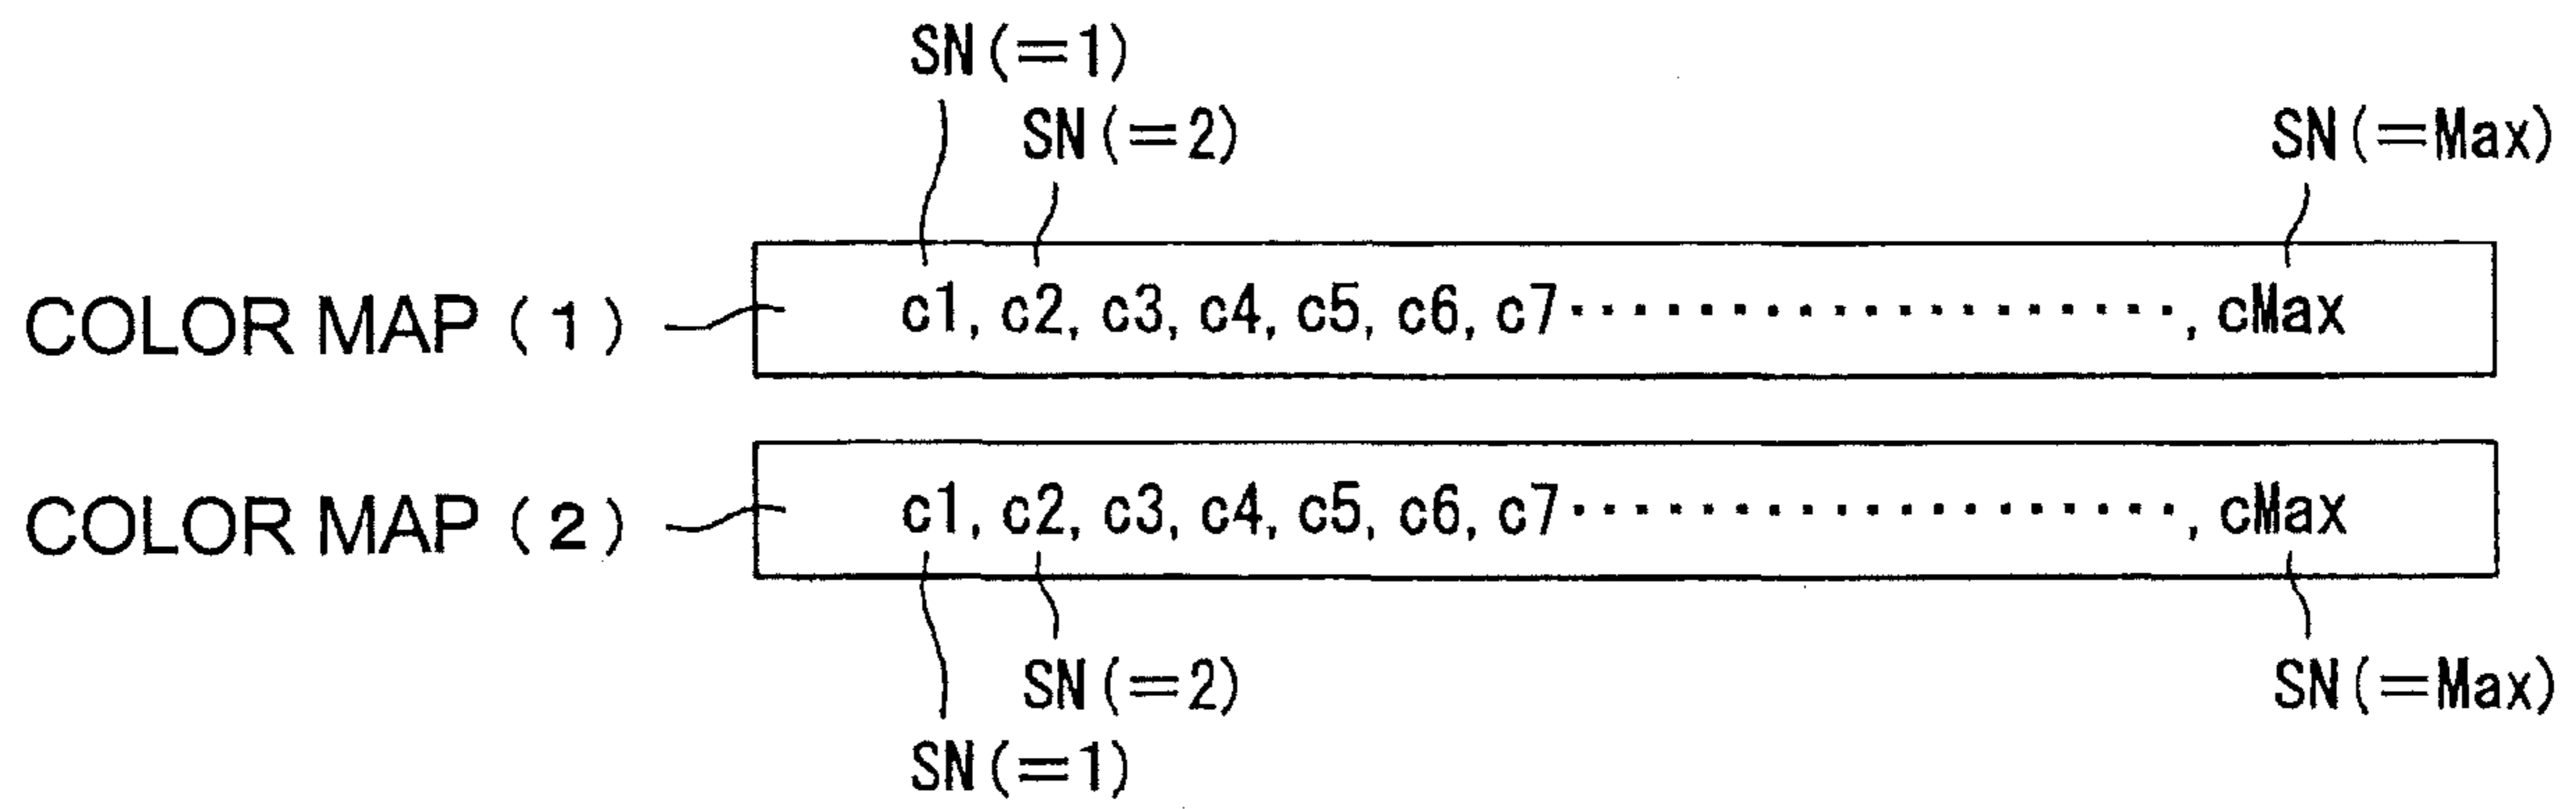 SN(=1)
SN(=2)
SN(=Max)
COLOR MAP(1)
c1, c2, c3, c4, c5, c6, c7·················, cMax
COLOR MAP(2)
c1, c2, c3, c4, c5, c6, c7·················, cMax
SN(=2)
SN(=Max)
SN(=1)